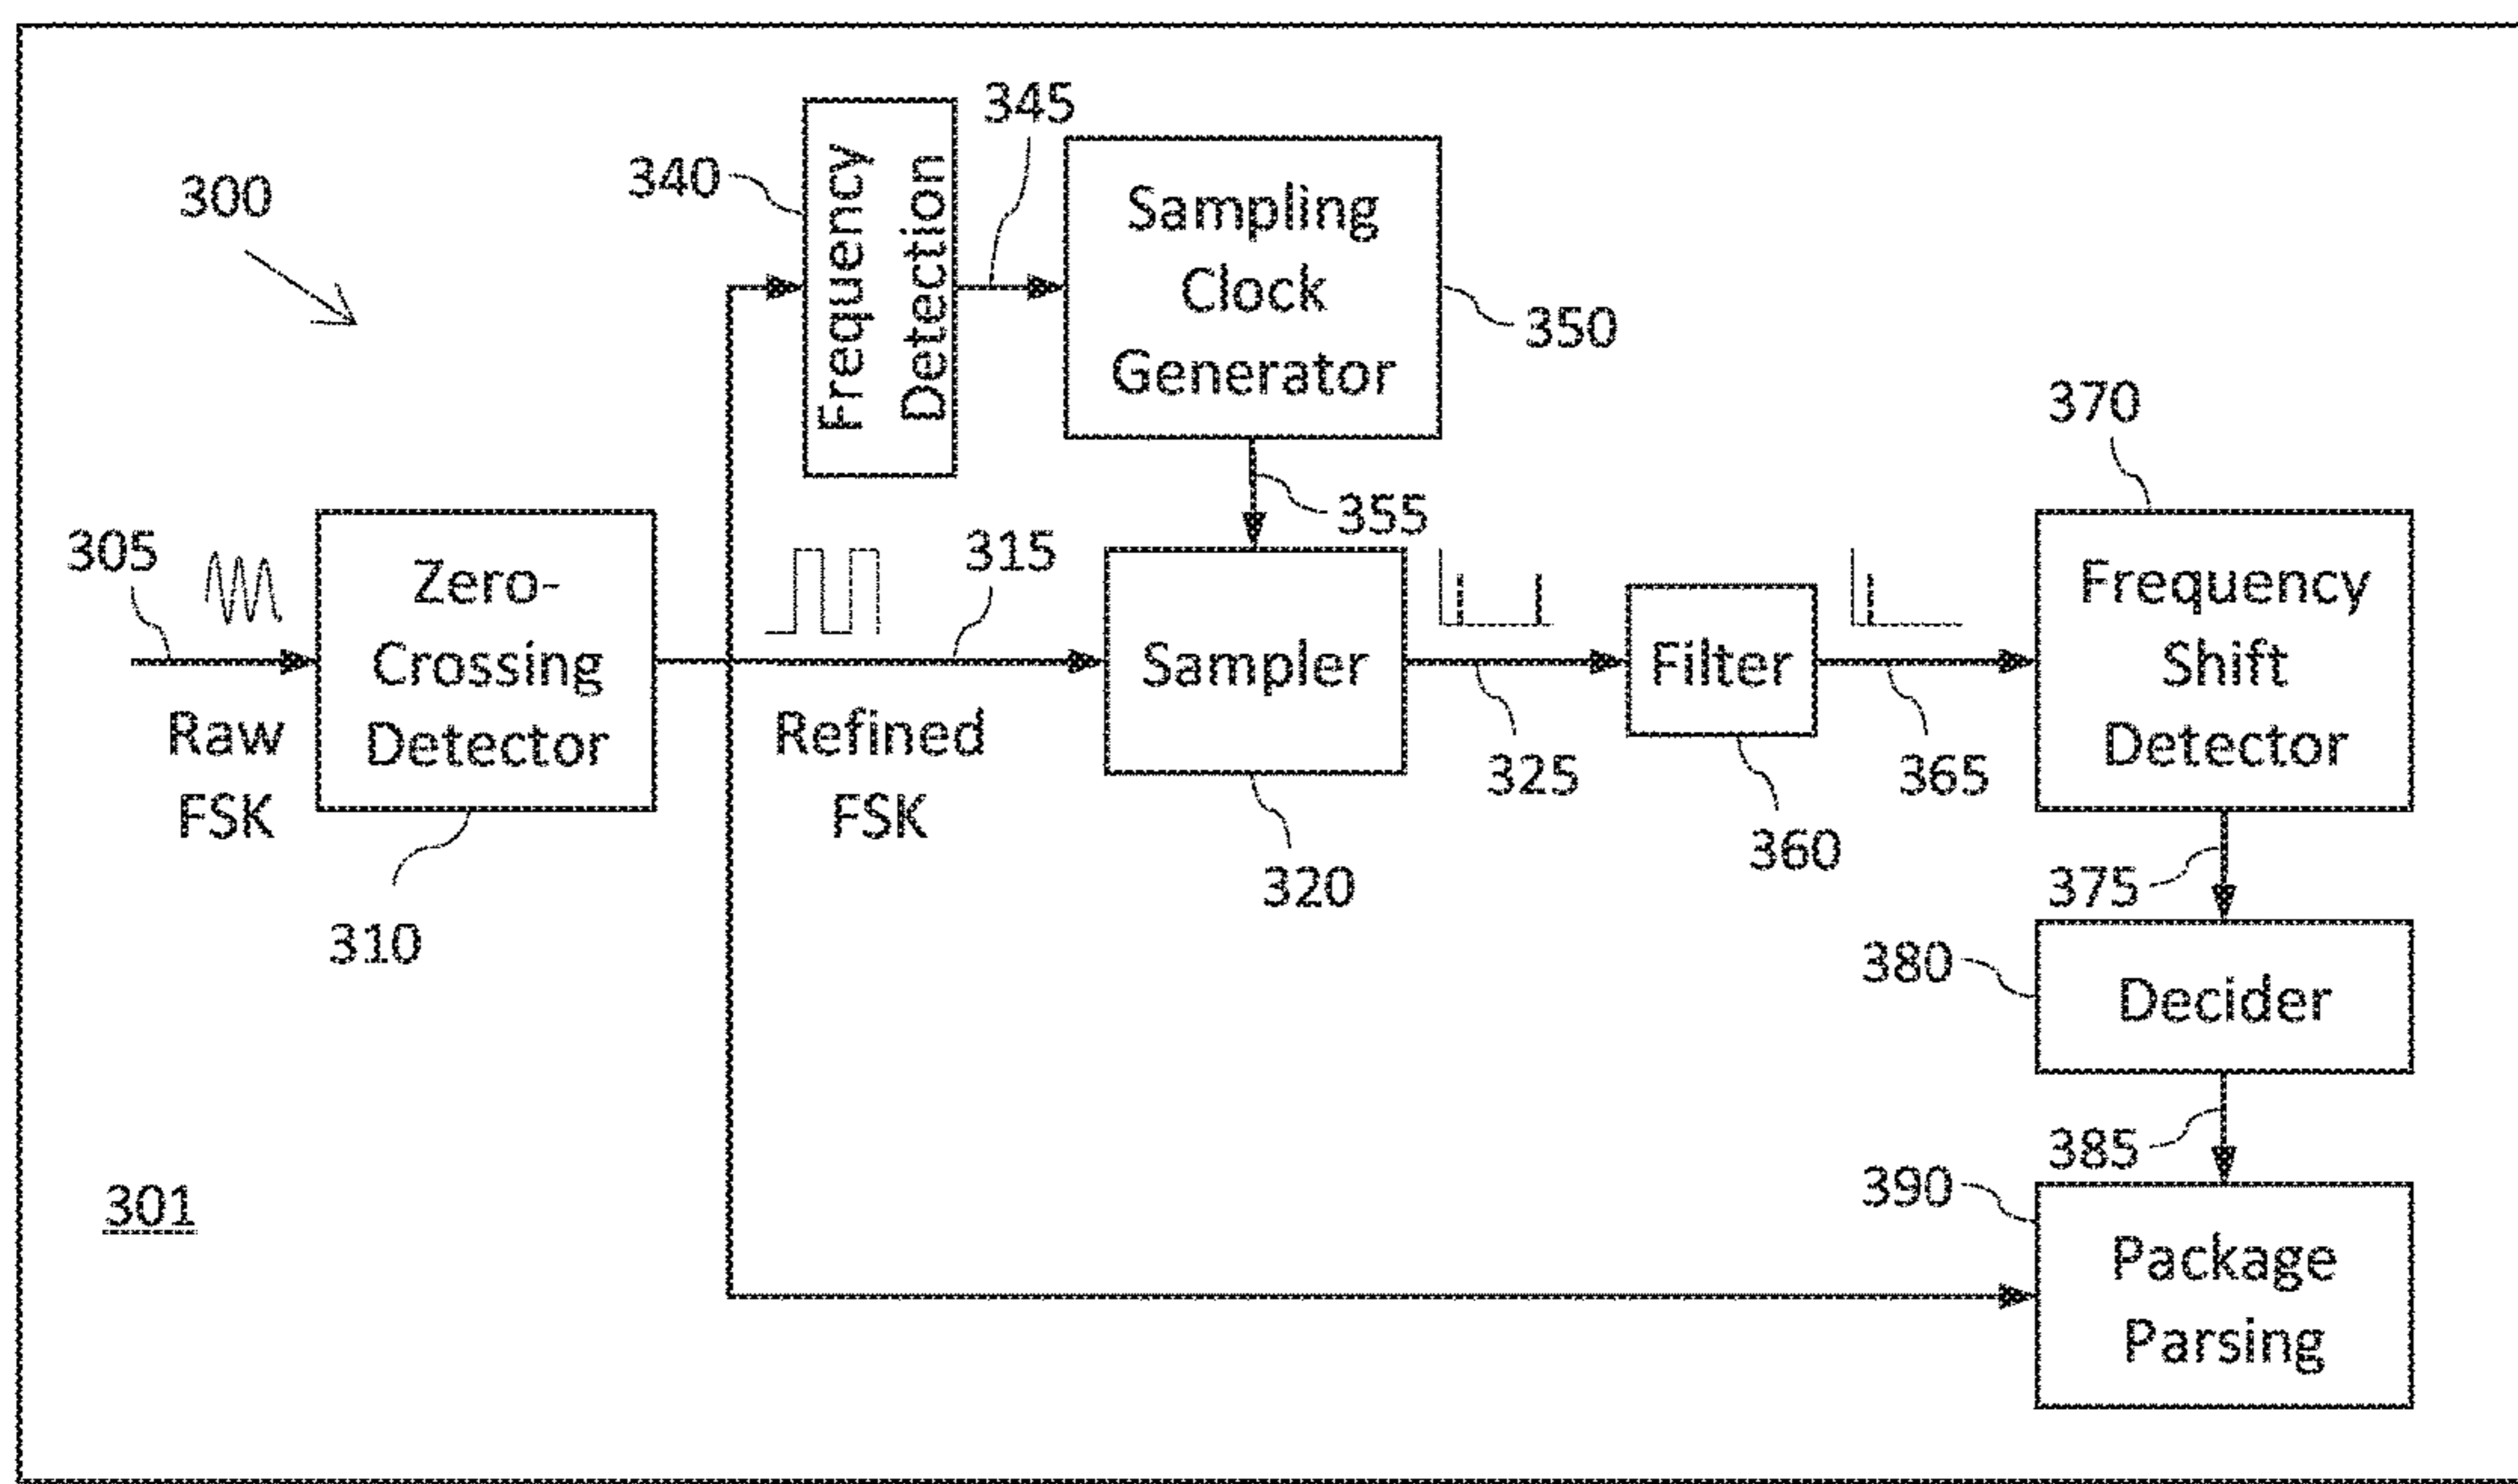 300
340
Frequency
Detection
345
Sampling
Clock
Generator
350
305
Raw
FSK
Zero-
Crossing
Detector
310
315
Refined
FSK
355
Sampler
320
325
Filter
360
365
370
Frequency
Shift
Detector
375
380
Decider
385
390
Package
Parsing
301